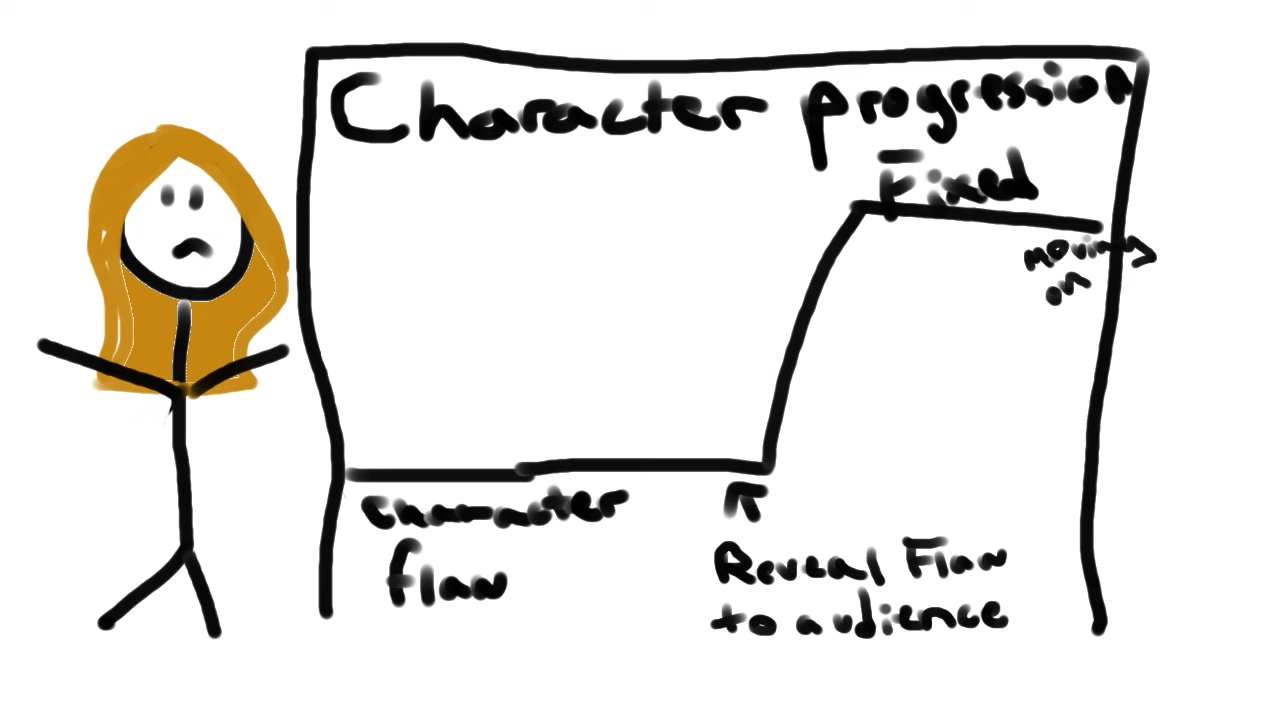 Character progression
Fixed
moving
on
character
flaw
Reveal Flaw
to audience